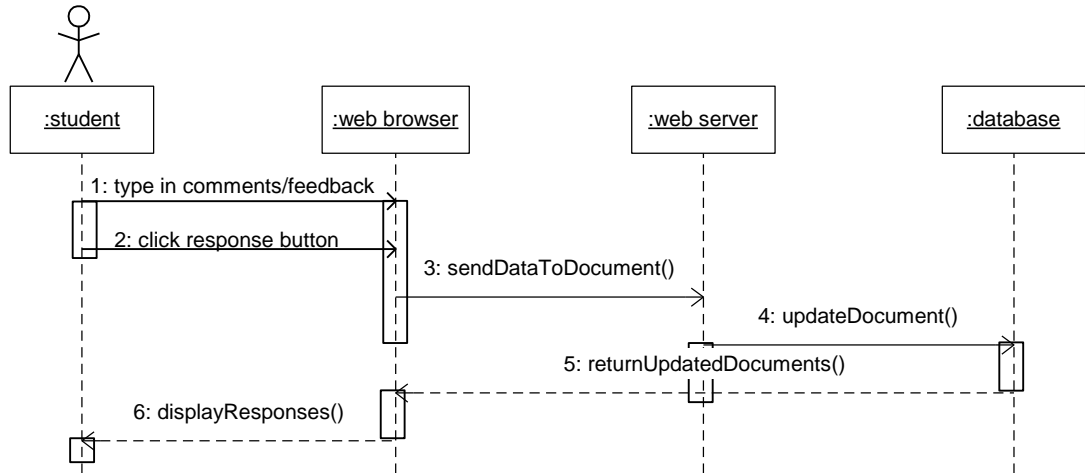 :student
:web browser
:web server
:database
1: type in comments/feedback
2: click response button
3: sendDataToDocument()
4: updateDocument()
5: returnUpdatedDocuments()
6: displayResponses()